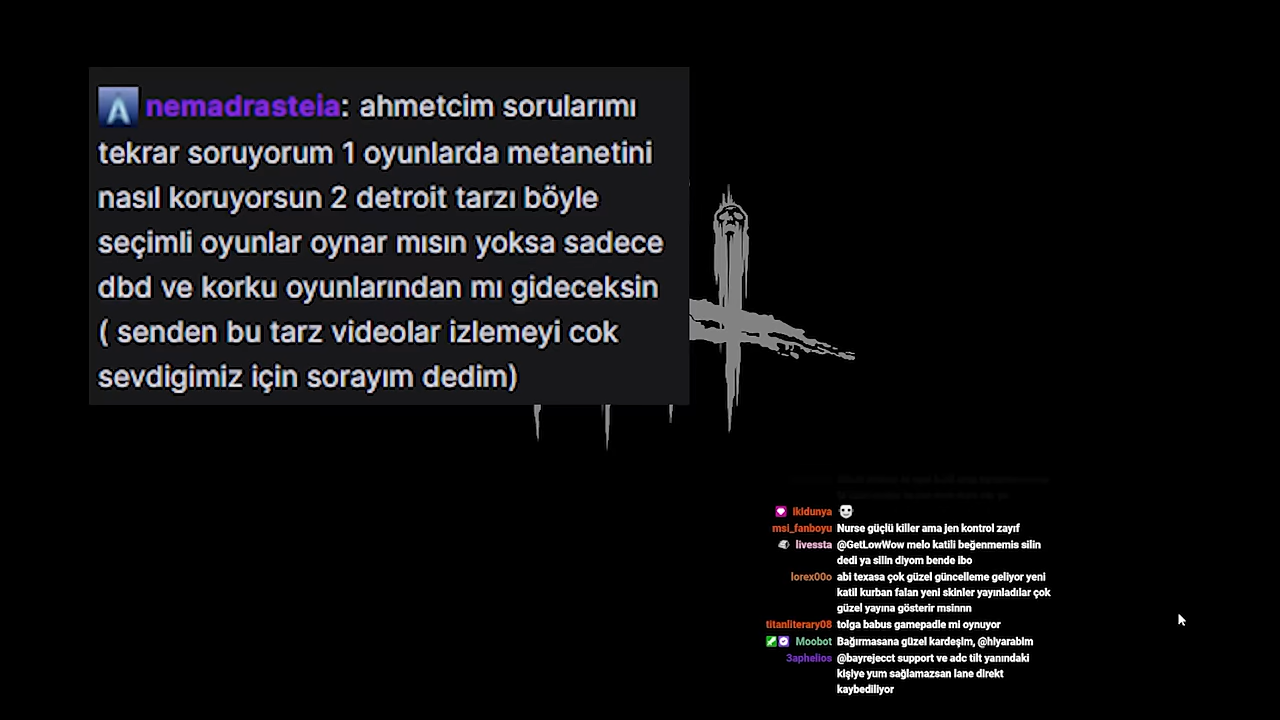 nemadrasteia: ahmetcim sorularımı
tekrar soruyorum 1 oyunlarda metanetini
nasıl koruyorsun 2 detroit tarzı böyle
seçimli oyunlar oynar mısın yoksa sadece
dbd ve korku oyunlarından mı gideceksin
( senden bu tarz videolar izlemeyi cok
sevdigimiz için sorayım dedim)
ikidunya
msi_fanboyu Nurse güçlü killer ama jen kontrol zayıf
livessta @GetLowWow melo katili beğenmemis silin
dedi ya silin diyom bende ibo
lorex00o abi texasa çok güzel güncelleme geliyor yeni
katil kurban falan yeni skinler yayınladılar çok
güzel yayına gösterir msinnn
titanliterary08 tolga babus gamepadle mi oynuyor
Moobot Bağırmasana güzel kardeşim, @hiyarabim
3aphelios @bayrejecct support ve adc tilt yanındaki
kişiye yum sağlamazsan lane direkt
kaybediliyor